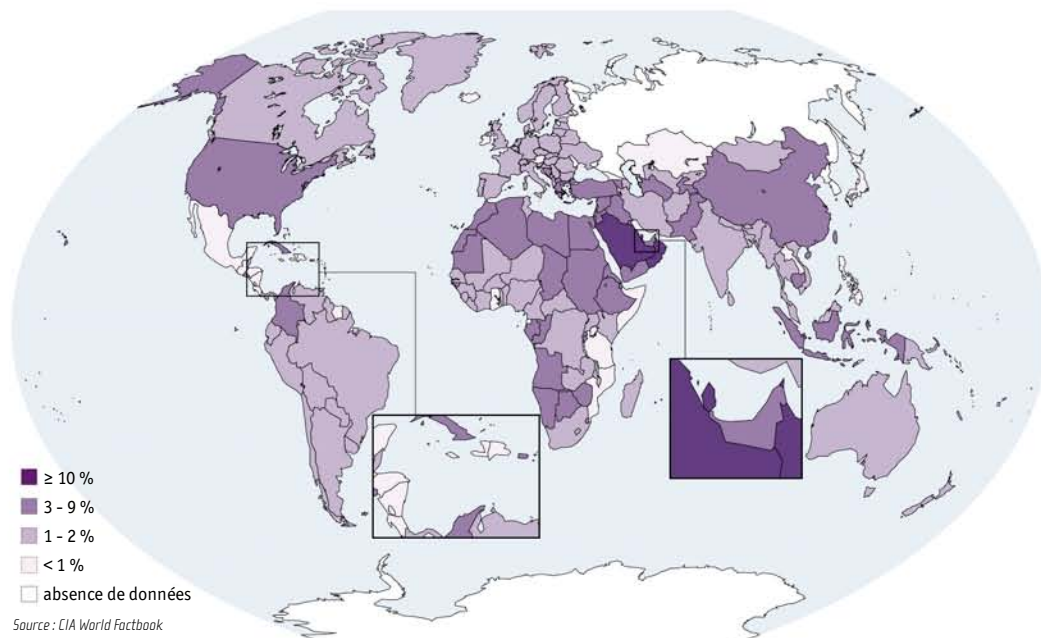 ≥ 10 %
3 - 9 %
1 - 2 %
< 1 %
absence de données
Source : CIA World Factbook